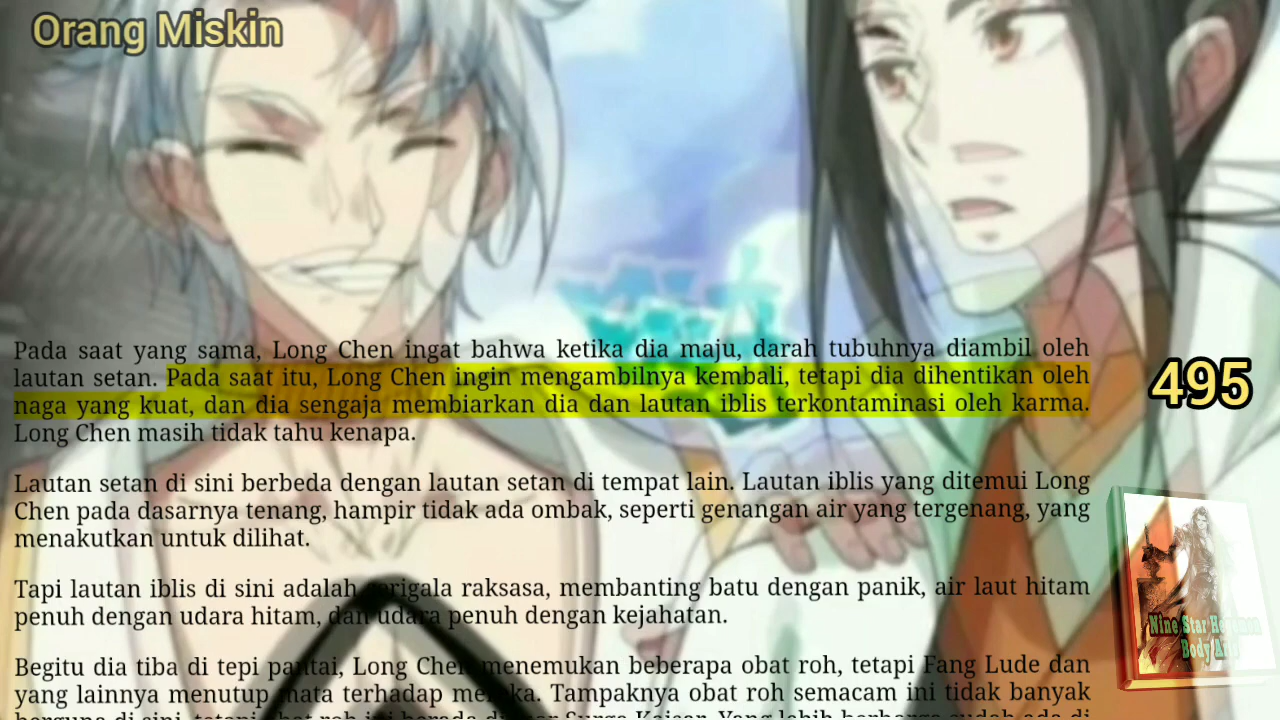 Orang Miskin
Pada saat yang sama, Long Chen ingat bahwa ketika dia maju, darah tubuhnya diambil oleh
lautan setan. Pada saat itu, Long Chen ingin mengambilnya kembali, tetapi dia dihentikan oleh
naga yang kuat, dan dia sengaja membiarkan dia dan lautan iblis terkontaminasi oleh karma.
Long Chen masih tidak tahu kenapa.
495
Lautan setan di sini berbeda dengan lautan setan di tempat lain. Lautan iblis yang ditemui Long
Chen pada dasarnya tenang, hampir tidak ada ombak, seperti genangan air yang tergenang, yang
menakutkan untuk dilihat.
Tapi lautan iblis di sini adalah raksasa, membanting batu dengan panik, air laut hitam
penuh dengan udara hitam, dan udara penuh dengan kejahatan.
Begitu dia tiba di tepi pantai, Long Chen menemukan beberapa obat roh, tetapi Fang Lude dan
yang lainnya menutup mata terhadap mereka. Tampaknya obat roh semacam ini tidak banyak
Nine Star Hegemon
Body Arts